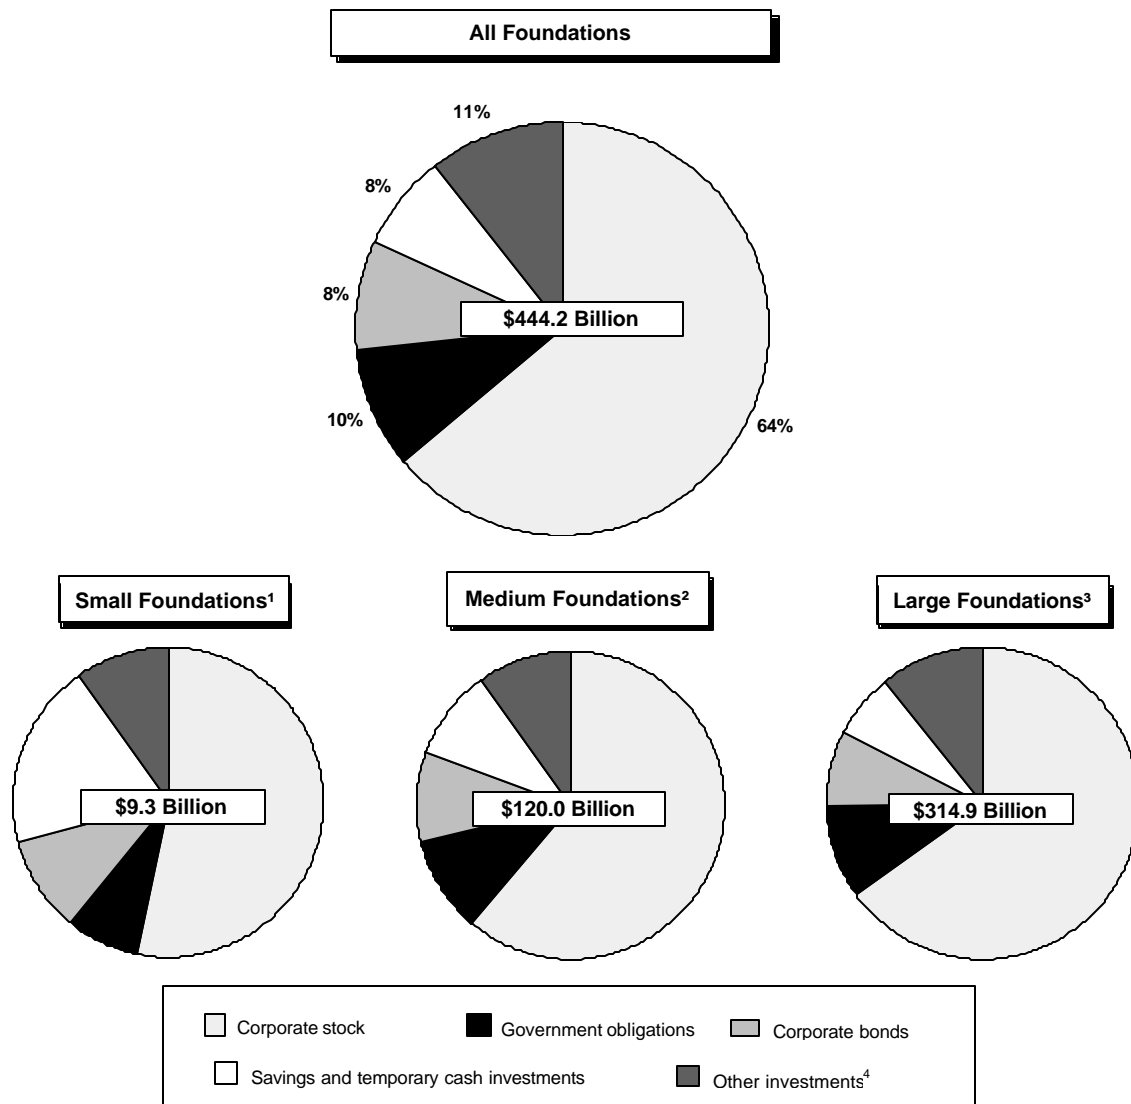 All Foundations
11%
8%
8%
$444.2 Billion
10%
64%
Small Foundations¹
Medium Foundations²
Large Foundations³
$9.3 Billion
$120.0 Billion
$314.9 Billion
Corporate stock
Government obligations
Corporate bonds
Savings and temporary cash investments
Other investments⁴